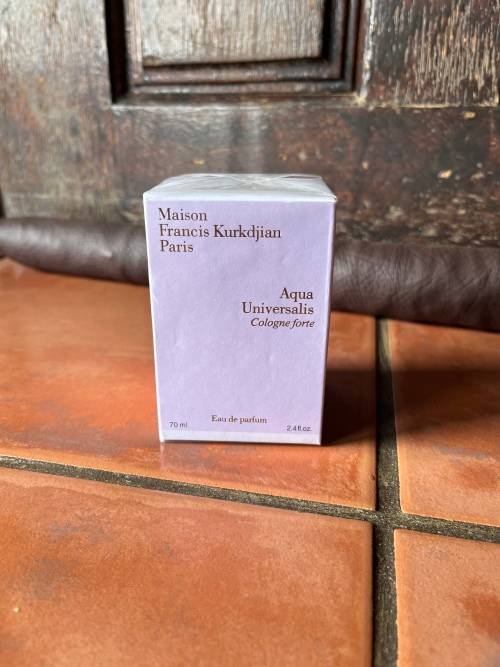 Maison
Francis Kurkdjian
Paris
Aqua
Universalis
Cologne forte
Eau de parfum
70 ml
2.4 fl.oz.